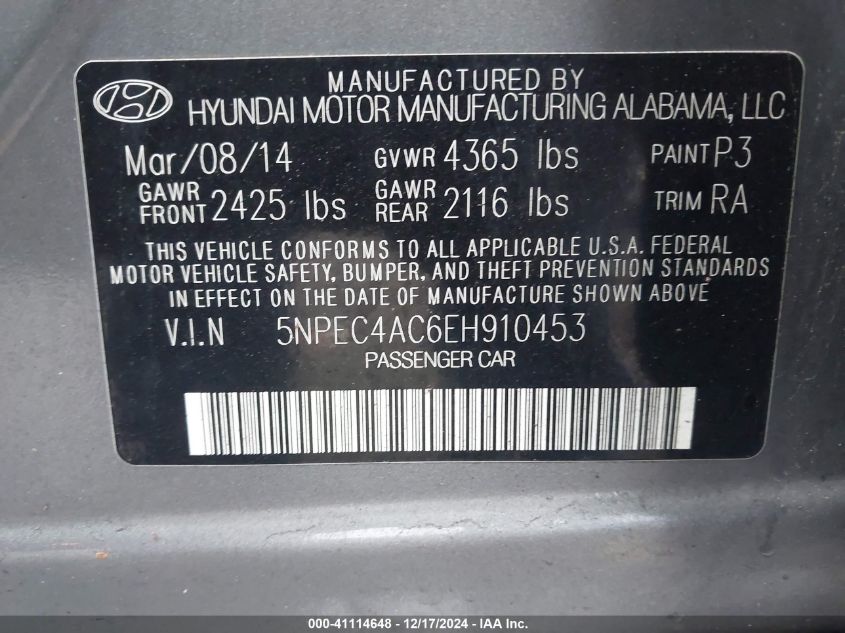 MANUFACTURED BY
HYUNDAI MOTOR MANUFACTURING ALABAMA, LLC
Mar/08/14 GVWR 4365 lbs PAINT P3
GAWR FRONT 2425 lbs GAWR REAR 2116 lbs TRIM RA
THIS VEHICLE CONFORMS TO ALL APPLICABLE U.S.A. FEDERAL
MOTOR VEHICLE SAFETY, BUMPER, AND THEFT PREVENTION STANDARDS
IN EFFECT ON THE DATE OF MANUFACTURE SHOWN ABOVE
V.I.N 5NPEC4AC6EH910453
PASSENGER CAR
000-41114648 - 12/17/2024 - IAA Inc.